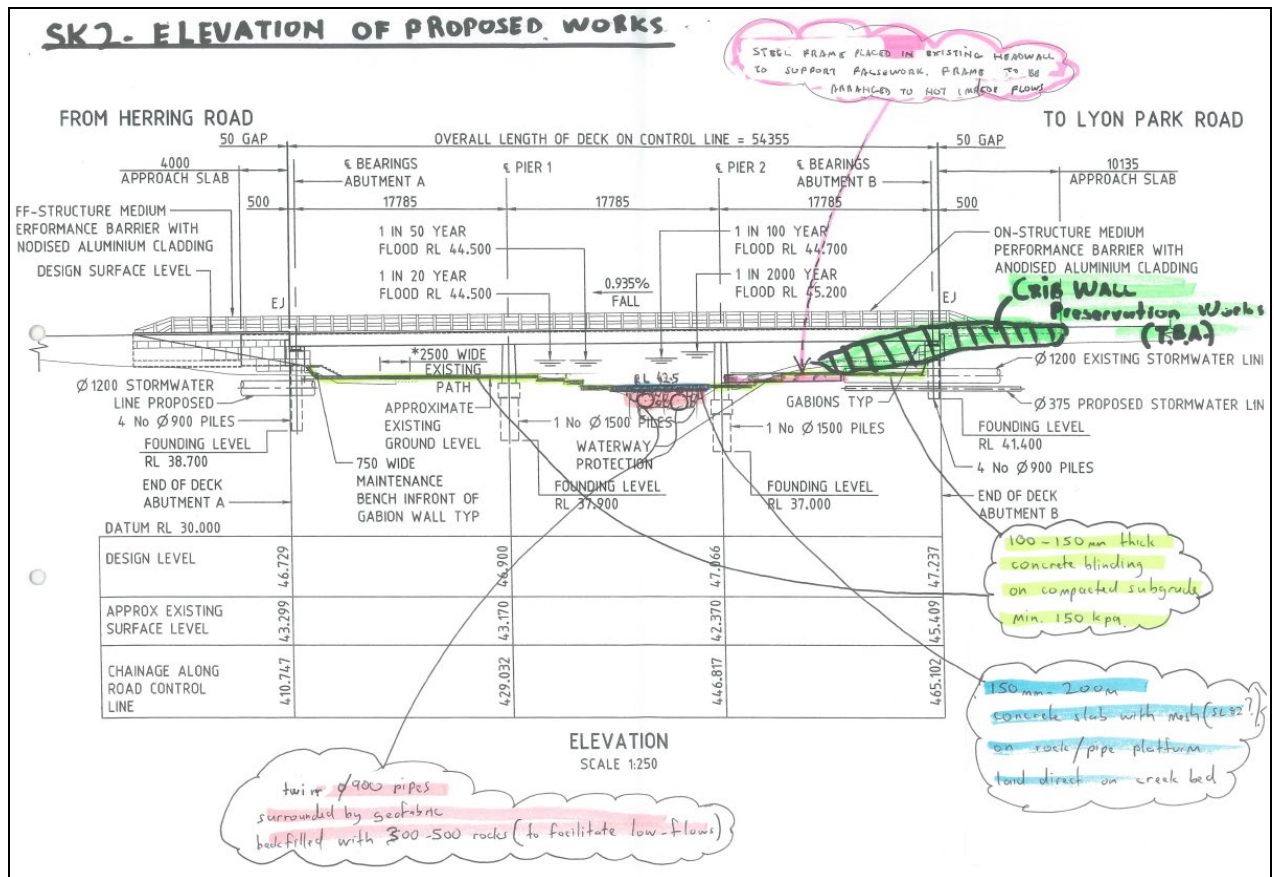 SK2- ELEVATION OF PROPOSED WORKS
STEEL FRAME PLACED IN EXISTING HEADWALL
TO SUPPORT FALSEWORK. FRAME TO BE
ARRANGED TO NOT IMPEDE FLOWS
FROM HERRING ROAD
TO LYON PARK ROAD
50 GAP
OVERALL LENGTH OF DECK ON CONTROL LINE = 54355
50 GAP
4000
APPROACH SLAB
℄ BEARINGS
ABUTMENT A
℄ PIER 1
℄ PIER 2
℄ BEARINGS
ABUTMENT B
10135
APPROACH SLAB
500
17785
17785
17785
500
FF-STRUCTURE MEDIUM
ERFORMANCE BARRIER WITH
NODISED ALUMINIUM CLADDING
DESIGN SURFACE LEVEL
1 IN 50 YEAR
FLOOD RL 44.500
1 IN 20 YEAR
FLOOD RL 44.500
0.935%
FALL
1 IN 100 YEAR
FLOOD RL 44.700
1 IN 2000 YEAR
FLOOD RL 45.200
ON-STRUCTURE MEDIUM
PERFORMANCE BARRIER WITH
ANODISED ALUMINIUM CLADDING
EJ
EJ
CRIB WALL
Preservation Works
(T.B.A.)
*2500 WIDE
EXISTING
PATH
RL 42.5
Ø1200 EXISTING STORMWATER LINI
Ø1200 STORMWATER
LINE PROPOSED
4 No Ø900 PILES
FOUNDING LEVEL
RL 38.700
END OF DECK
ABUTMENT A
APPROXIMATE
EXISTING
GROUND LEVEL
750 WIDE
MAINTENANCE
BENCH INFRONT OF
GABION WALL TYP
1 No Ø1500 PILES
WATERWAY
PROTECTION
FOUNDING LEVEL
RL 37.900
GABIONS TYP
1 No Ø1500 PILES
FOUNDING LEVEL
RL 37.000
Ø375 PROPOSED STORMWATER LIN
FOUNDING LEVEL
RL 41.400
4 No Ø900 PILES
END OF DECK
ABUTMENT B
DATUM RL 30.000
DESIGN LEVEL
46.729
46.900
47.066
47.237
APPROX EXISTING
SURFACE LEVEL
43.299
43.170
42.370
45.409
CHAINAGE ALONG
ROAD CONTROL
LINE
410.747
429.032
446.817
465.102
100-150mm thick
concrete blinding
on compacted subgrade
min. 150 kpa.
150mm-200m
concrete slab with mesh (SL82?)
on rock/pipe platform
laid direct on creek bed
ELEVATION
SCALE 1:250
twin Ø900 pipes
surrounded by geofabric
backfilled with 300-500 rocks (to facilitate low-flows)